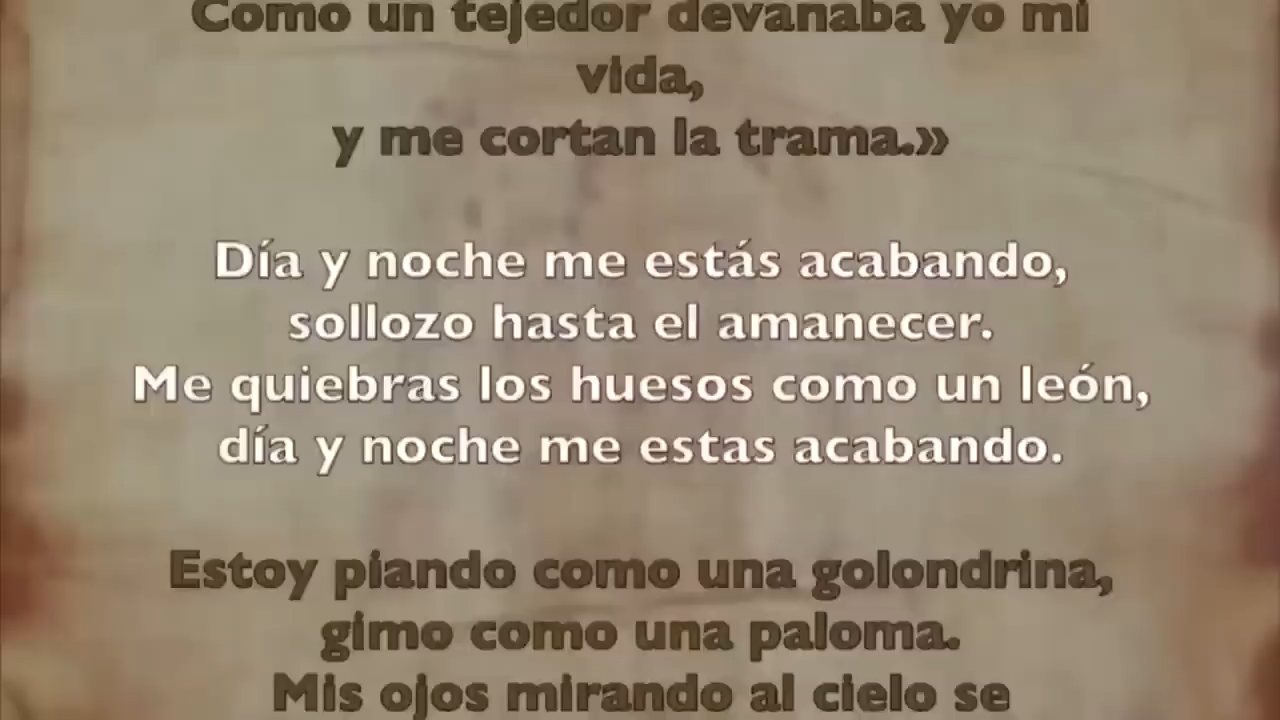 Como un tejedor devanaba yo mi
vida,
y me cortan la trama.»
Día y noche me estás acabando,
sollozo hasta el amanecer.
Me quiebras los huesos como un león,
día y noche me estas acabando.
Estoy piando como una golondrina,
gimo como una paloma.
Mis ojos mirando al cielo se